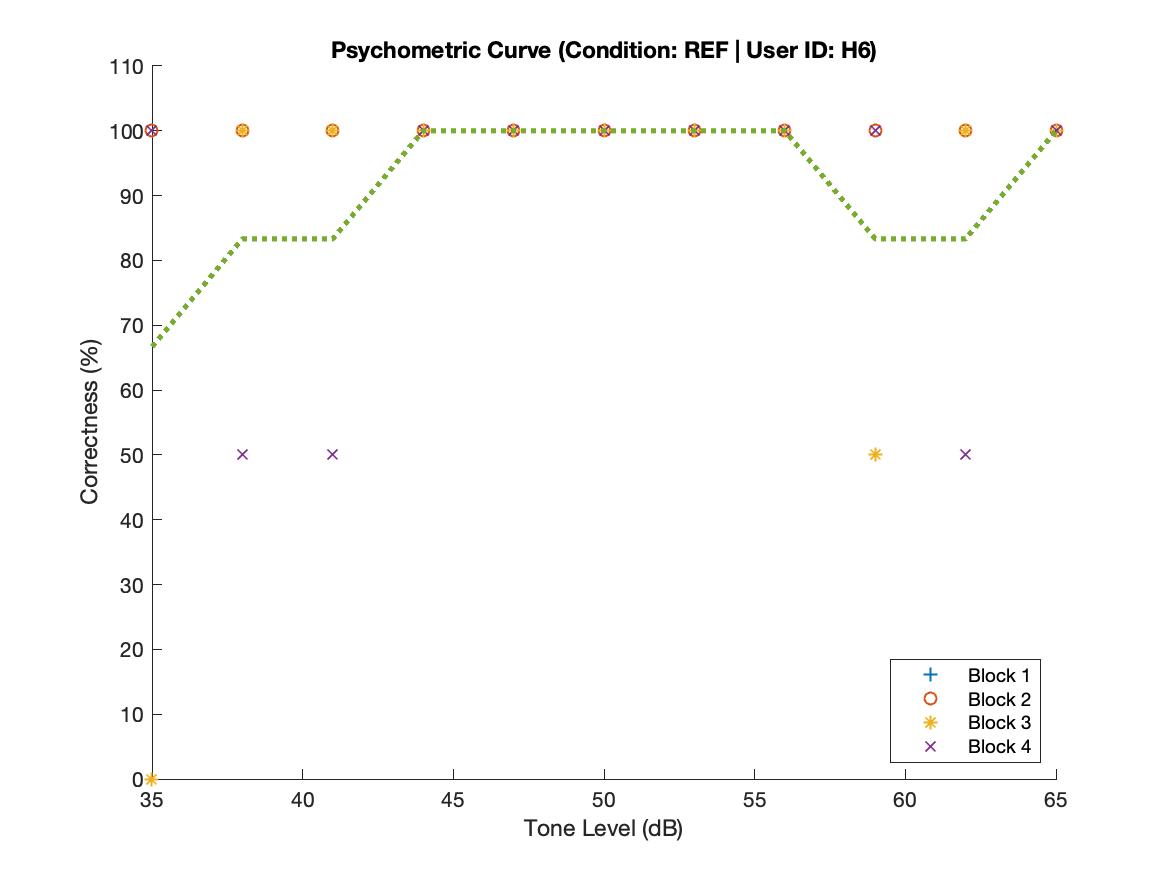 Psychometric Curve (Condition: REF | User ID: H6)
110
100
90
80
70
60
50
40
30
20
10
0
Correctness (%)
35 40 45 50 55 60 65
Tone Level (dB)
Block 1
Block 2
Block 3
Block 4